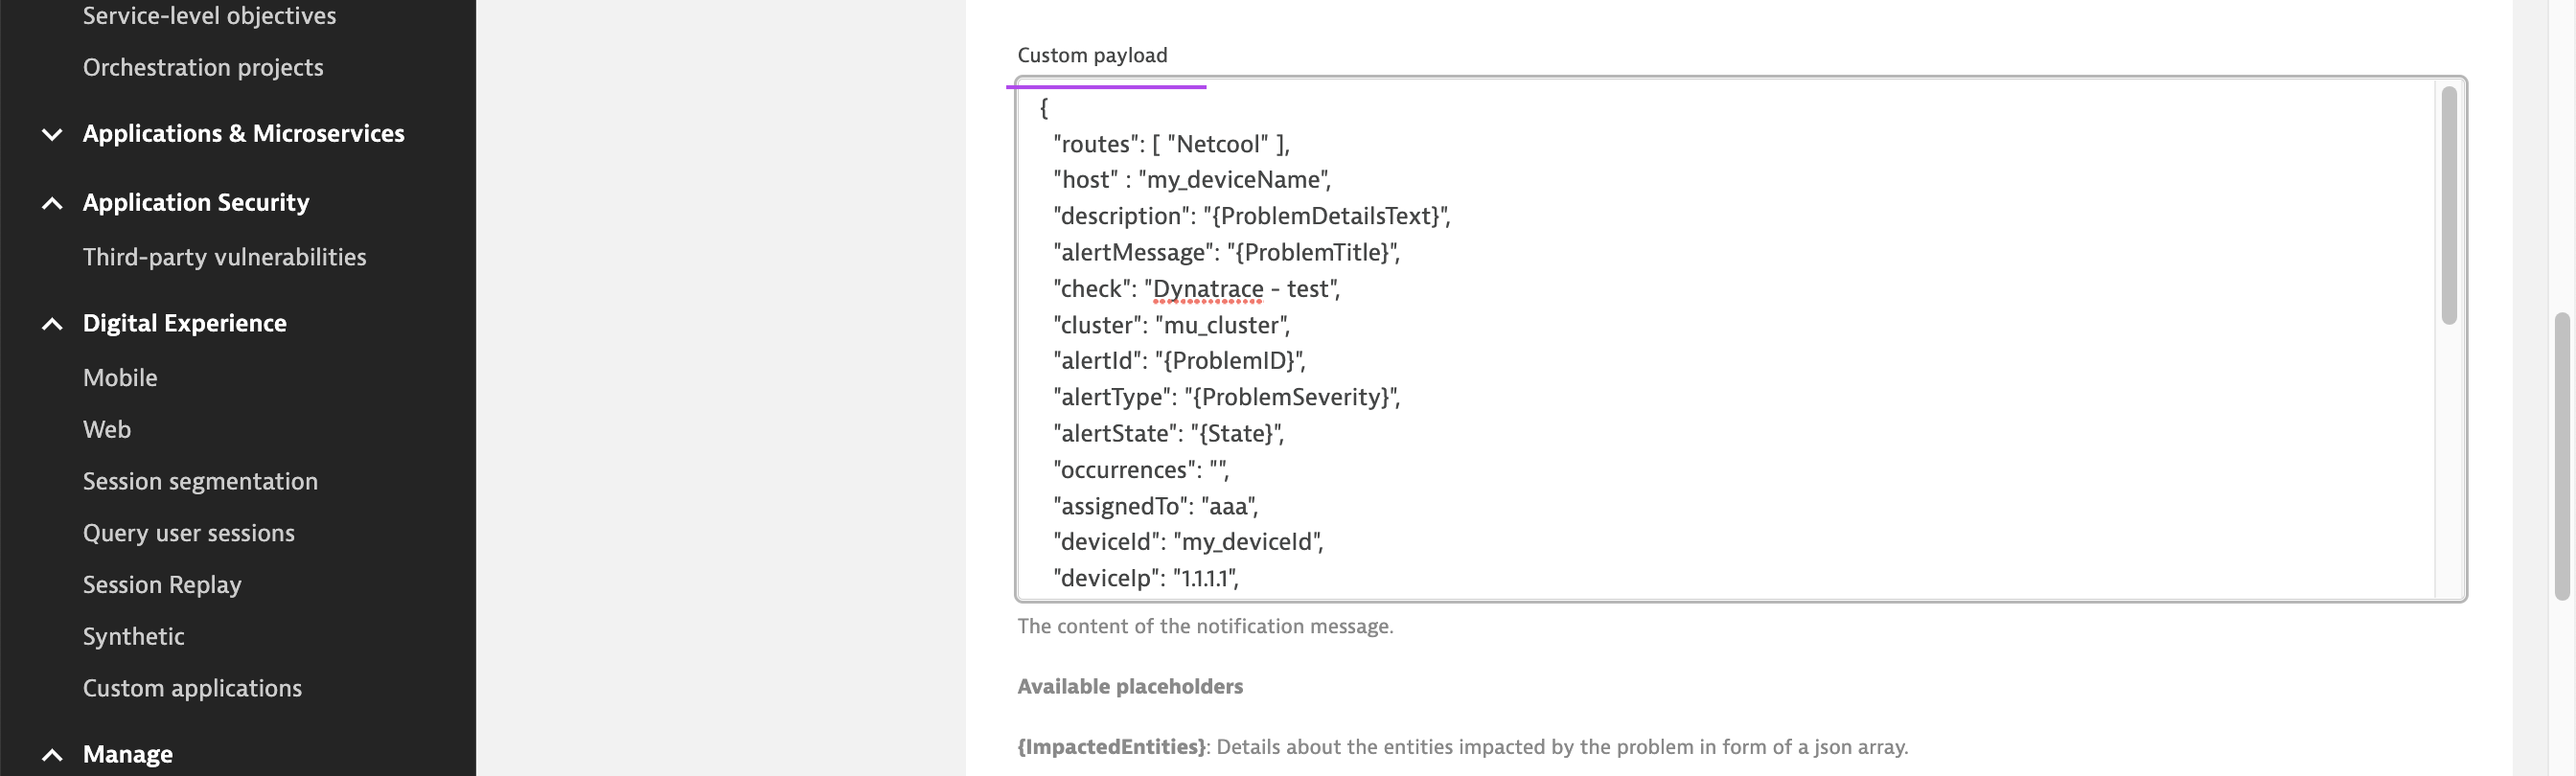 Service-level objectives
Orchestration projects
Applications & Microservices
Application Security
Third-party vulnerabilities
Digital Experience
Mobile
Web
Session segmentation
Query user sessions
Session Replay
Synthetic
Custom applications
Manage
Custom payload
{
"routes": [ "Netcool" ],
"host" : "my_deviceName",
"description": "{ProblemDetailsText}",
"alertMessage": "{ProblemTitle}",
"check": "Dynatrace - test",
"cluster": "mu_cluster",
"alertId": "{ProblemID}",
"alertType": "{ProblemSeverity}",
"alertState": "{State}",
"occurrences": "",
"assignedTo": "aaa",
"deviceId": "my_deviceId",
"deviceIp": "1.1.1.1",
The content of the notification message.
Available placeholders
{ImpactedEntities}: Details about the entities impacted by the problem in form of a json array.